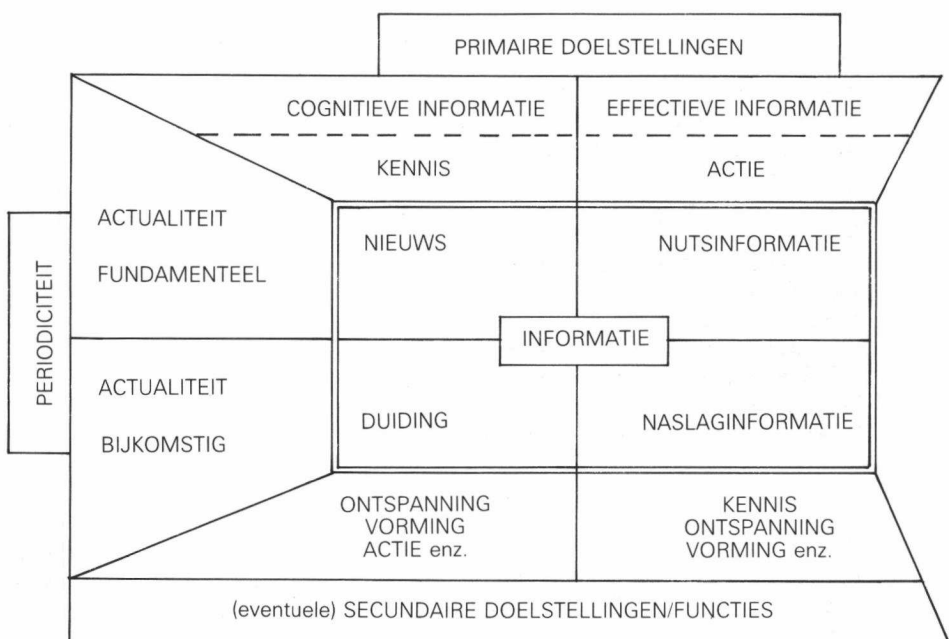 PRIMAIRE DOELSTELLINGEN
COGNITIEVE INFORMATIE
EFFECTIEVE INFORMATIE
KENNIS
ACTIE
PERIODICITEIT
ACTUALITEIT
FUNDAMENTEEL
NIEUWS
NUTSINFORMATIE
INFORMATIE
ACTUALITEIT
BIJKOMSTIG
DUIDING
NASLAGINFORMATIE
ONTSPANNING
VORMING
ACTIE enz.
KENNIS
ONTSPANNING
VORMING enz.
(eventuele) SECUNDAIRE DOELSTELLINGEN/FUNCTIES